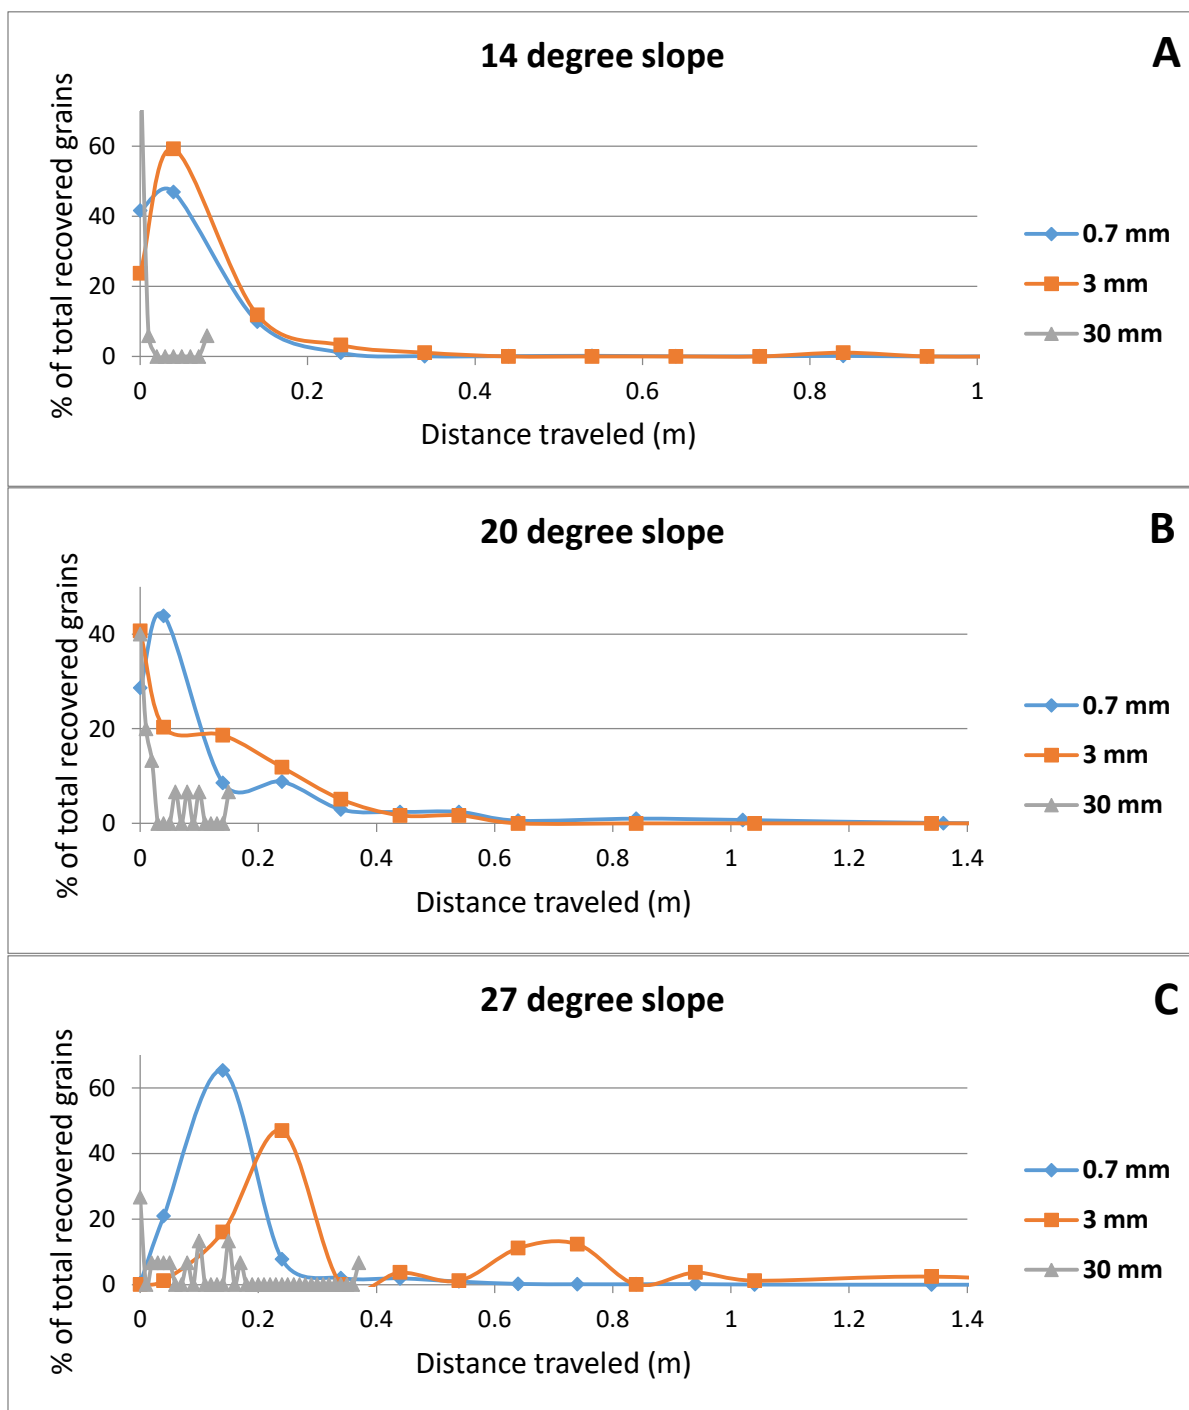 14 degree slope
A
% of total recovered grains
60
40
20
0
0 0.2 0.4 0.6 0.8 1
Distance traveled (m)
0.7 mm
3 mm
30 mm
20 degree slope
B
% of total recovered grains
40
20
0
0 0.2 0.4 0.6 0.8 1 1.2 1.4
Distance traveled (m)
0.7 mm
3 mm
30 mm
27 degree slope
C
% of total recovered grains
60
40
20
0
0 0.2 0.4 0.6 0.8 1 1.2 1.4
Distance traveled (m)
0.7 mm
3 mm
30 mm